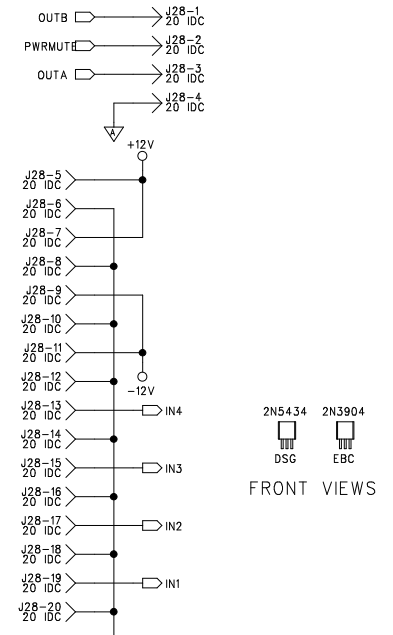 OUTB
J28-1
20 IDC
PWRMUTE
J28-2
20 IDC
OUTA
J28-3
20 IDC
J28-4
20 IDC
A
+12V
J28-5
20 IDC
J28-6
20 IDC
J28-7
20 IDC
J28-8
20 IDC
J28-9
20 IDC
J28-10
20 IDC
J28-11
20 IDC
J28-12
20 IDC
-12V
J28-13
20 IDC
IN4
J28-14
20 IDC
J28-15
20 IDC
IN3
J28-16
20 IDC
J28-17
20 IDC
IN2
J28-18
20 IDC
J28-19
20 IDC
IN1
J28-20
20 IDC
2N5434 2N3904
DSG EBC
FRONT VIEWS